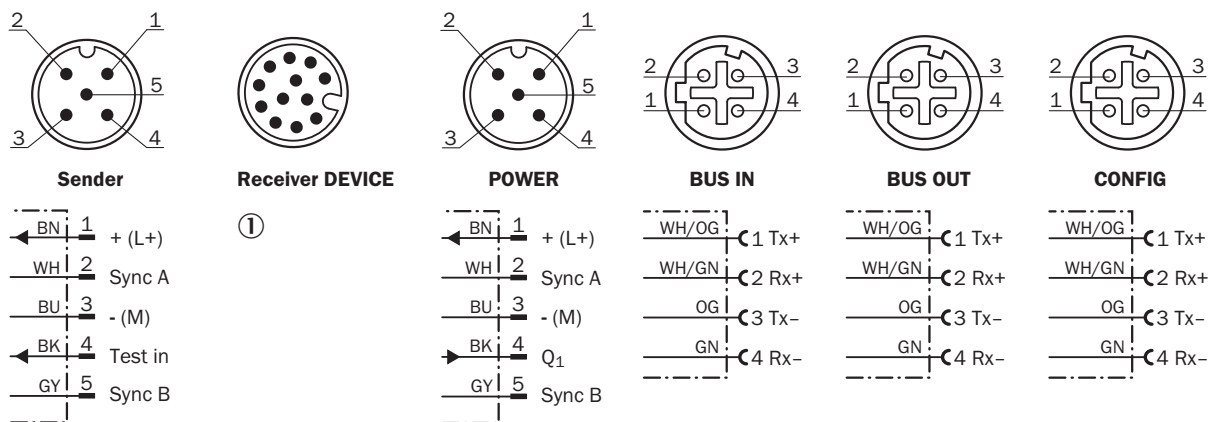 2 1
5
3 4
Sender
BN 1 + (L+)
WH 2 Sync A
BU 3 - (M)
BK 4 Test in
GY 5 Sync B
Receiver DEVICE
①
2 1
5
3 4
POWER
BN 1 + (L+)
WH 2 Sync A
BU 3 - (M)
BK 4 Q1
GY 5 Sync B
2 3
1 4
BUS IN
WH/OG 1 Tx+
WH/GN 2 Rx+
OG 3 Tx–
GN 4 Rx–
2 3
1 4
BUS OUT
WH/OG 1 Tx+
WH/GN 2 Rx+
OG 3 Tx–
GN 4 Rx–
2 3
1 4
CONFIG
WH/OG 1 Tx+
WH/GN 2 Rx+
OG 3 Tx–
GN 4 Rx–